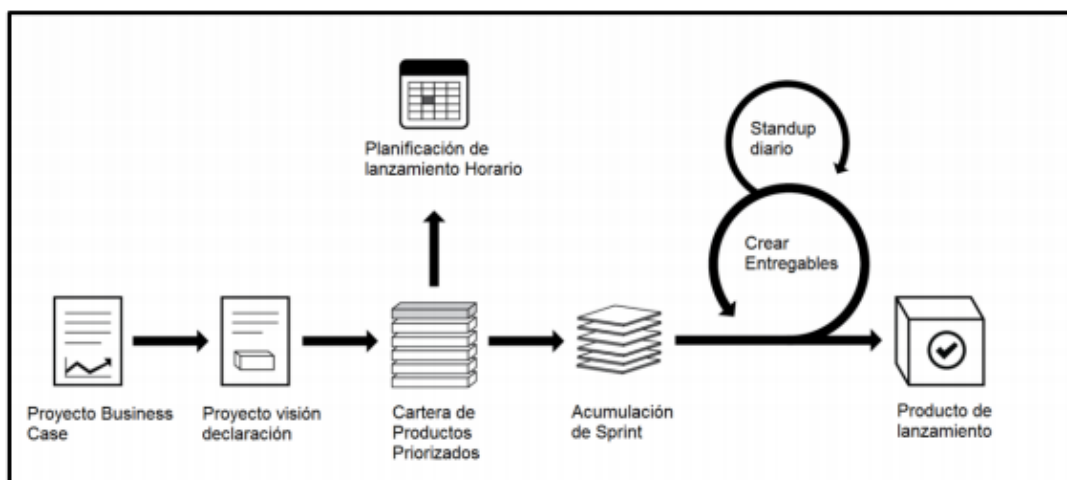 Planificación de
lanzamiento Horario
Standup
diario
Crear
Entregables
Proyecto Business
Case
Proyecto visión
declaración
Cartera de
Productos
Priorizados
Acumulación
de Sprint
Producto de
lanzamiento